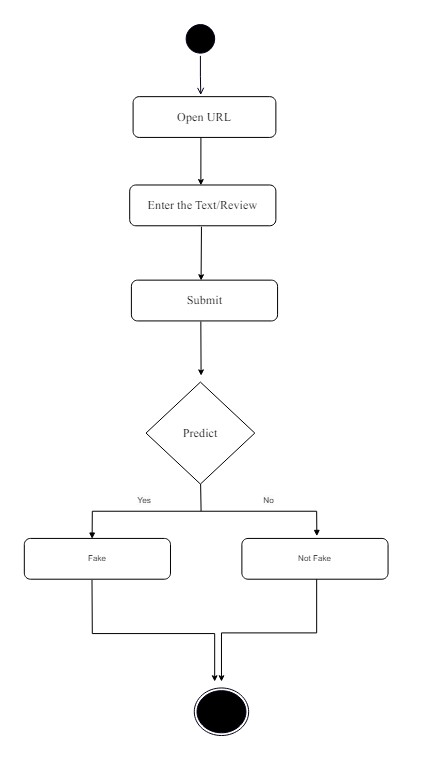 Open URL
Enter the Text/Review
Submit
Predict
Yes
No
Fake
Not Fake